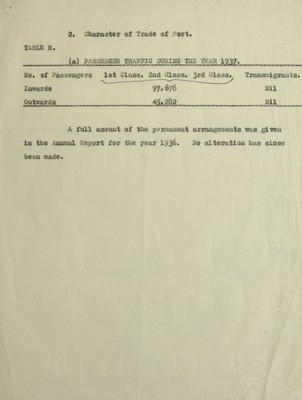 2. Character of Trade of Port.
TABLE B.
(a) PASSENGER TRAFFIC DURING THE YEAR 1937.
No. of Passengers 1st Class. 2nd Class. 3rd Class. Transmigrants.
Inwards 97,678 Nil
Outwards 45,282 Nil
A full acount of the permanent arrangements was given
in the Annual Report for the year 1936. No alteration has since
been made.